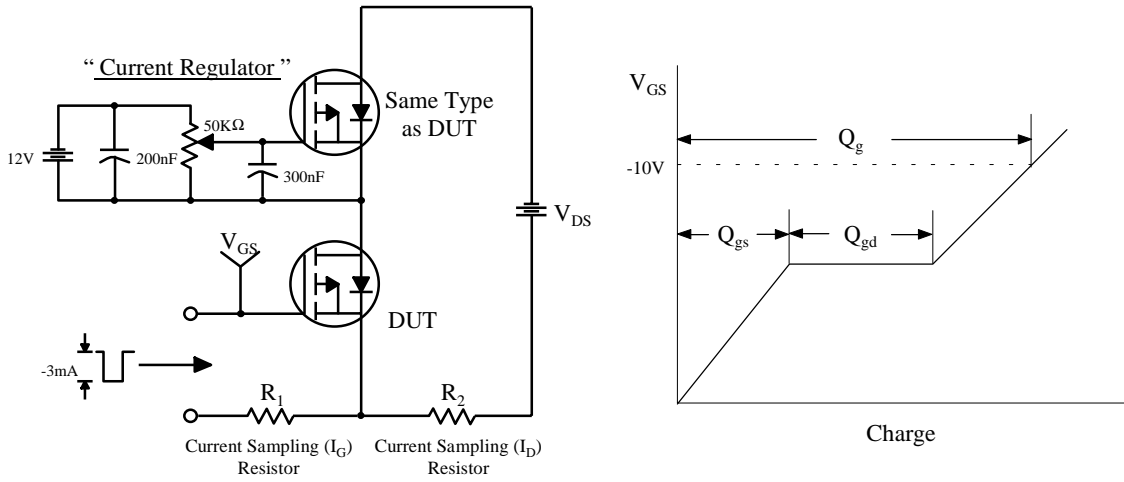 “ Current Regulator ”
12V
200nF
50KΩ
300nF
Same Type
as DUT
V_DS
V_GS
DUT
-3mA
R_1
R_2
Current Sampling (I_G)
Resistor
Current Sampling (I_D)
Resistor
V_GS
-10V
Q_g
Q_gs
Q_gd
Charge